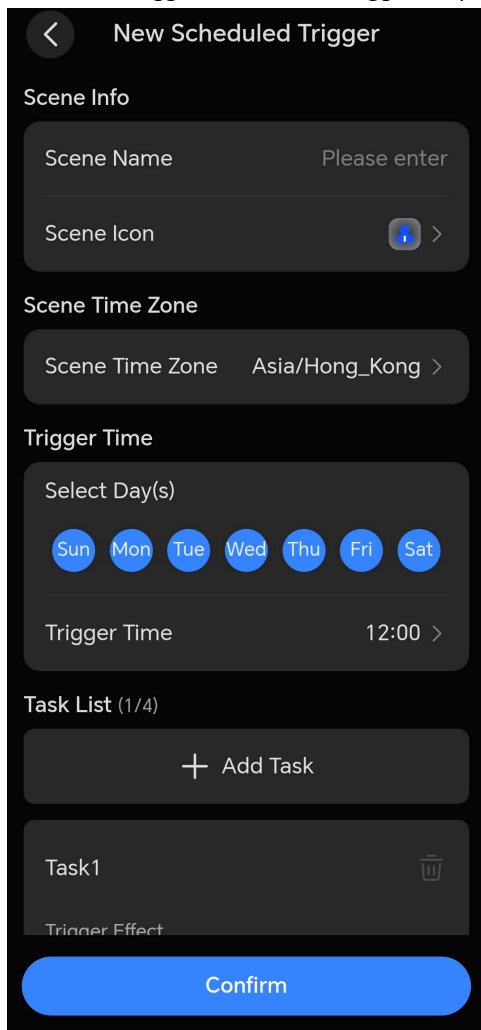 New Scheduled Trigger
Scene Info
Scene Name Please enter
Scene Icon
Scene Time Zone
Scene Time Zone Asia/Hong_Kong
Trigger Time
Select Day(s)
Sun Mon Tue Wed Thu Fri Sat
Trigger Time 12:00
Task List (1/4)
+ Add Task
Task1
Trigger Effect
Confirm